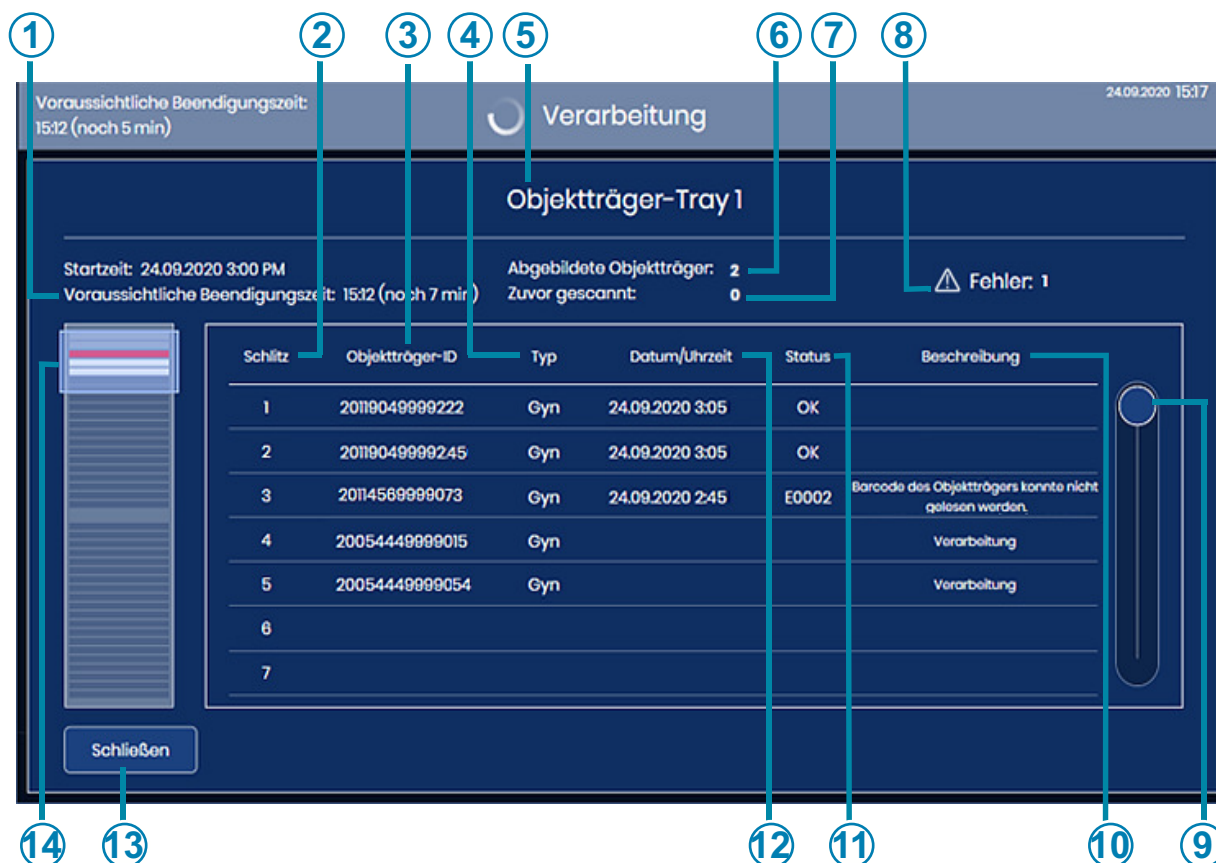 1 2 3 4 5 6 7 8
Voraussichtliche Beendigungszeit:
15:12 (noch 5 min)
Verarbeitung
24.09.2020 15:17
Objektträger-Tray 1
Startzeit: 24.09.2020 3:00 PM
Voraussichtliche Beendigungszeit: 15:12 (noch 7 min)
Abgebildete Objektträger: 2
Zuvor gescannt: 0
Fehler: 1
Schlitz Objektträger-ID Typ Datum/Uhrzeit Status Beschreibung
1 20119049999222 Gyn 24.09.2020 3:05 OK
2 20119049999245 Gyn 24.09.2020 3:05 OK
3 20114569999073 Gyn 24.09.2020 2:45 E0002 Barcode des Objektträgers konnte nicht
gelesen werden.
4 20054449999015 Gyn Verarbeitung
5 20054449999054 Gyn Verarbeitung
6
7
Schließen
14 13 12 11 10 9